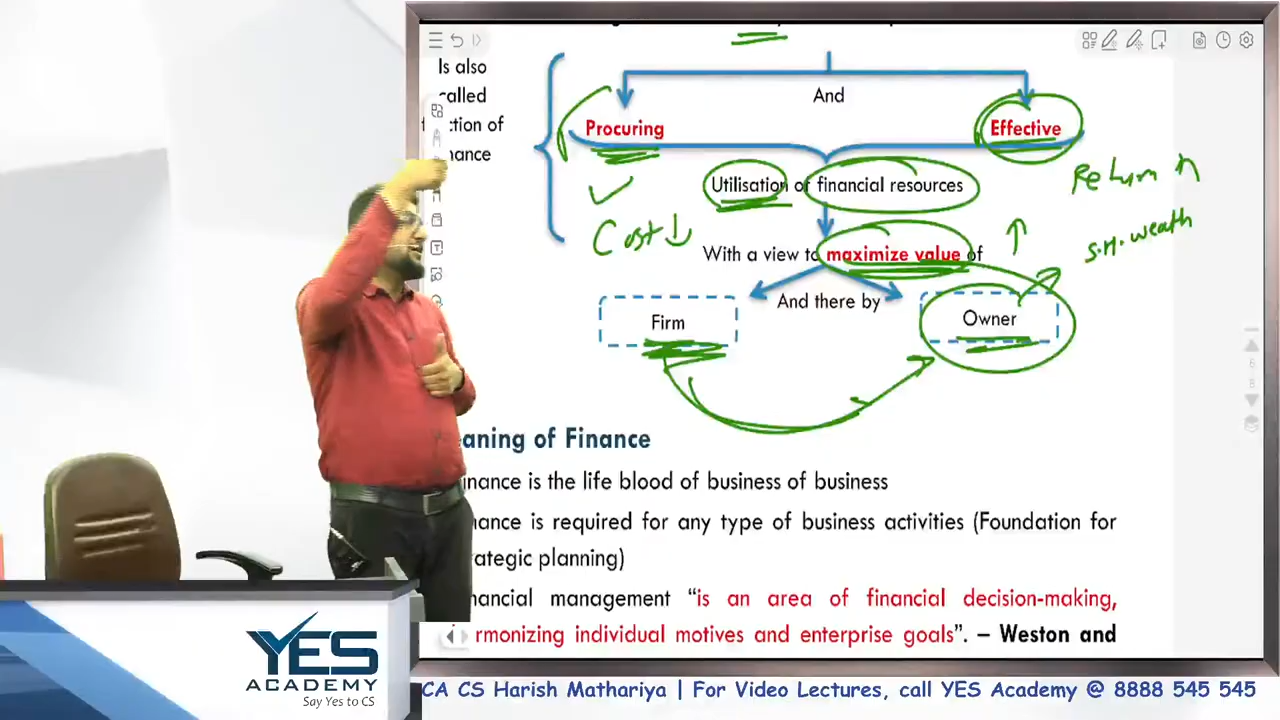 Is also
called
ction of
nance
And
Procuring
Effective
Utilisation of financial resources
Return ↑
Cost ↓
↑
S.H. weath
With a view to maximize value of
And there by
Firm
Owner
eaning of Finance
inance is the life blood of business of business
nance is required for any type of business activities (Foundation for
rategic planning)
nancial management “is an area of financial decision-making,
rmonizing individual motives and enterprise goals”. – Weston and
YES
ACADEMY
Say Yes to CS
CA CS Harish Mathariya | For Video Lectures, call YES Academy @ 8888 545 545